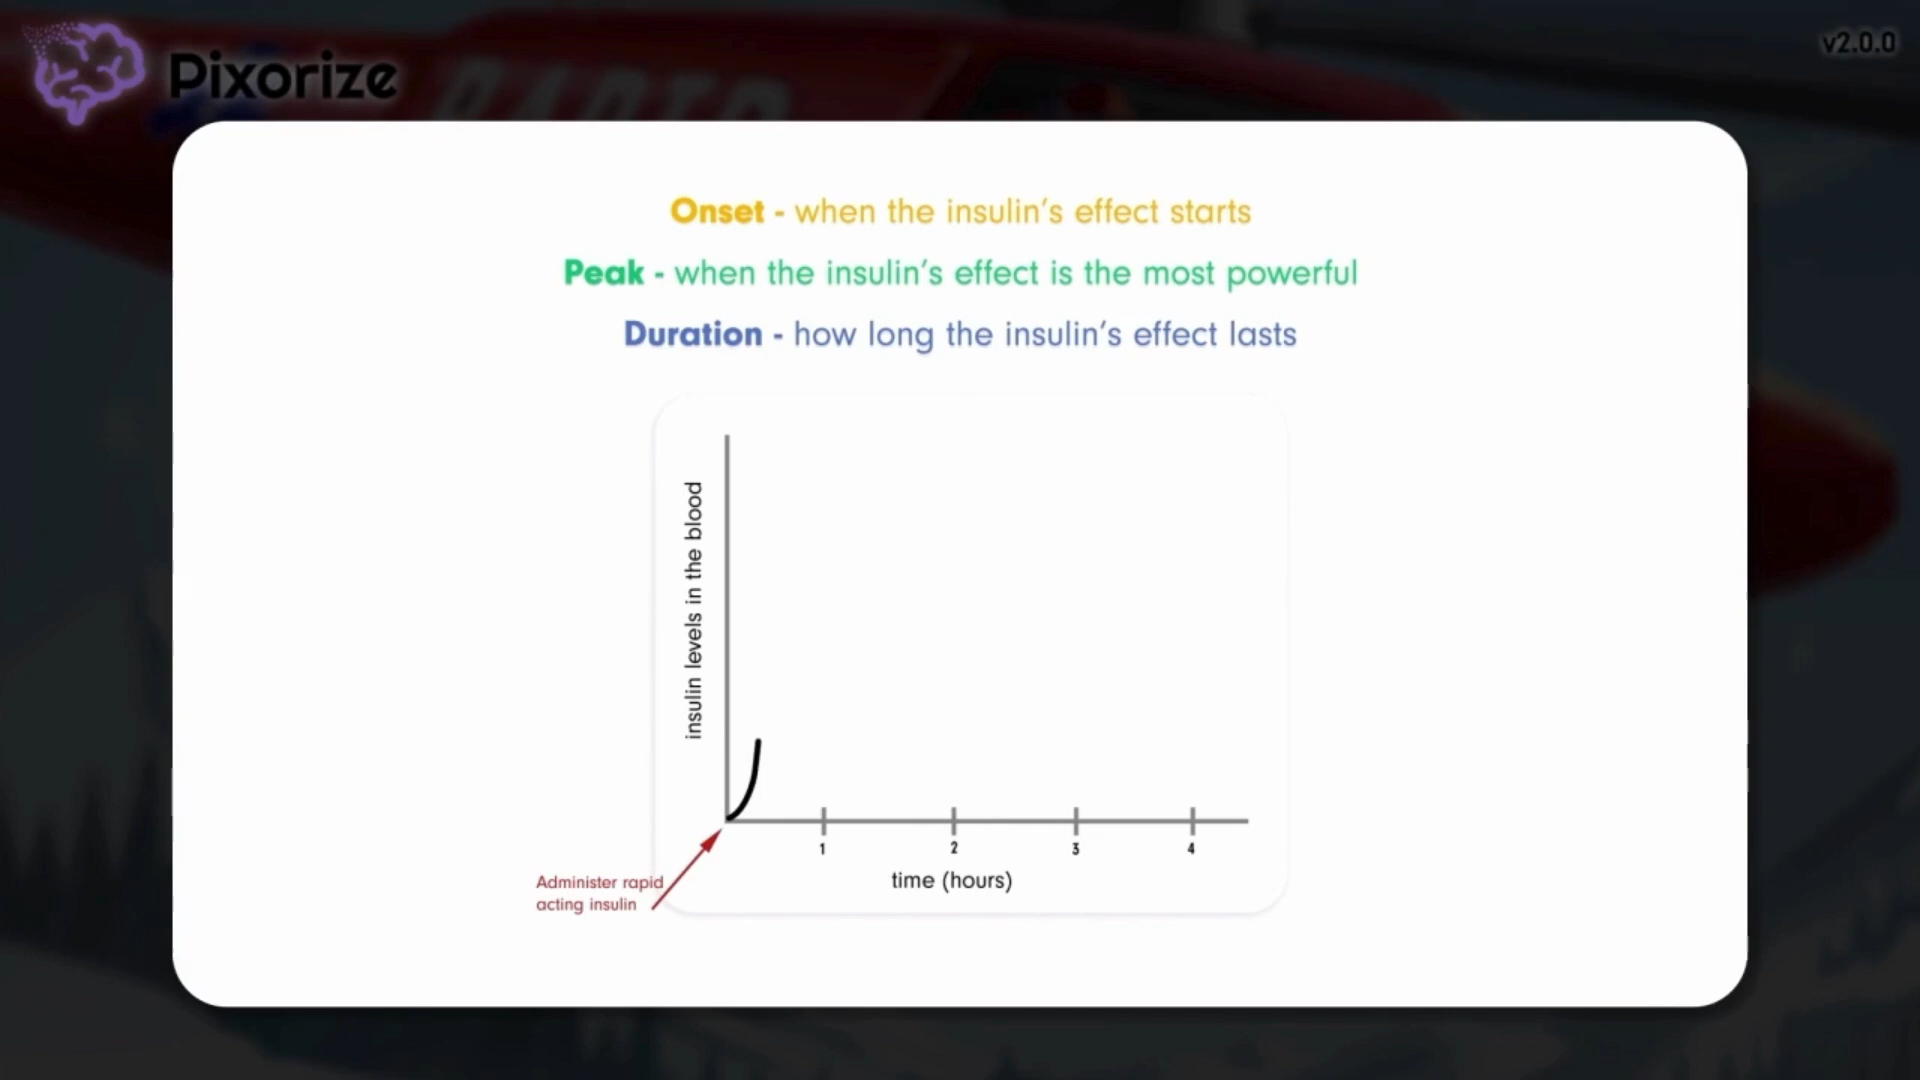 Pixorize
v2.0.0
RAPID
Onset - when the insulin's effect starts
Peak - when the insulin's effect is the most powerful
Duration - how long the insulin's effect lasts
insulin levels in the blood
1 2 3 4
time (hours)
Administer rapid
acting insulin